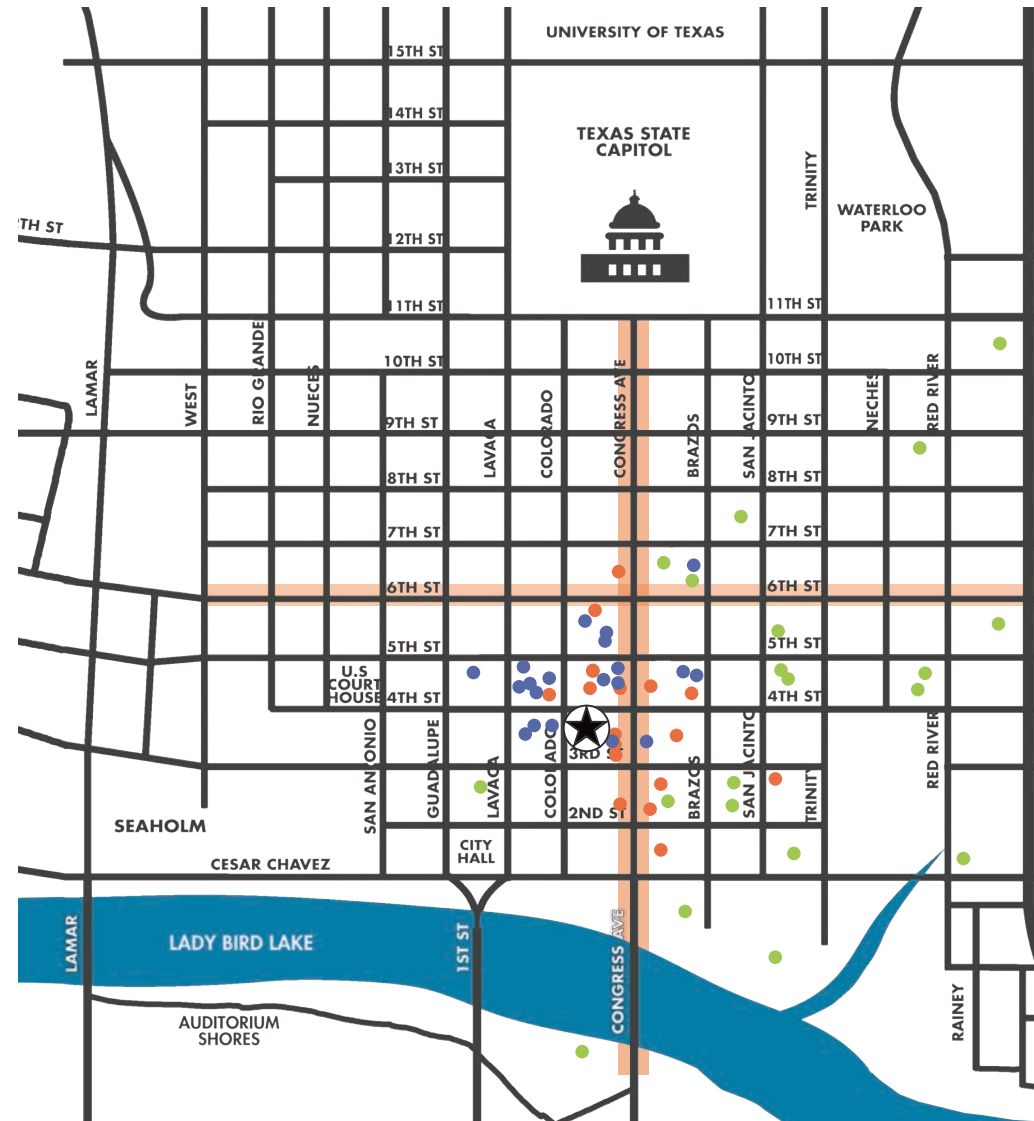 UNIVERSITY OF TEXAS
15TH ST
14TH ST
TEXAS STATE
CAPITOL
13TH ST
TRINITY
WATERLOO
PARK
TH ST
12TH ST
11TH ST
11TH ST
10TH ST
10TH ST
LAMAR
WEST
RIO GRANDE
NUECES
9TH ST
LAVACA
COLORADO
CONGRESS AVE
BRAZOS
SAN JACINTO
9TH ST
NECHES
RED RIVER
8TH ST
8TH ST
7TH ST
7TH ST
6TH ST
6TH ST
5TH ST
5TH ST
U.S
COURT
HOUSE
4TH ST
4TH ST
SAN ANTONIO
GUADALUPE
LAVACA
COLORADO
3RD ST
BRAZOS
SAN JACINTO
TRINITY
RED RIVER
2ND ST
SEAHOLM
CITY
HALL
CESAR CHAVEZ
LAMAR
LADY BIRD LAKE
1ST ST
CONGRESS AVE
RAINEY
AUDITORIUM
SHORES